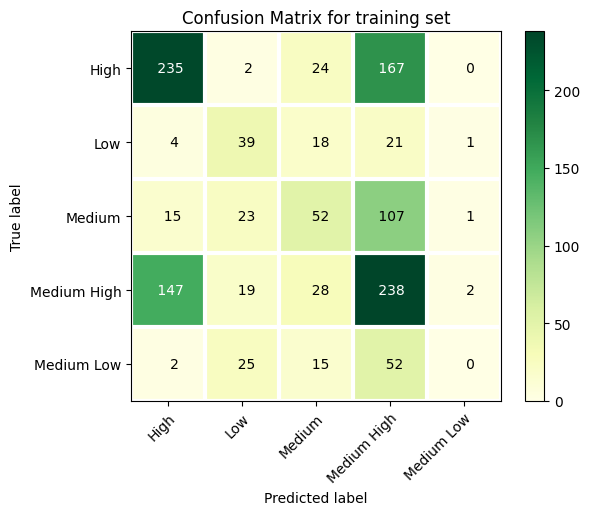 Confusion Matrix for training set
True label
High 235 2 24 167 0
Low 4 39 18 21 1
Medium 15 23 52 107 1
Medium High 147 19 28 238 2
Medium Low 2 25 15 52 0
High Low Medium Medium High Medium Low
Predicted label
200
150
100
50
0